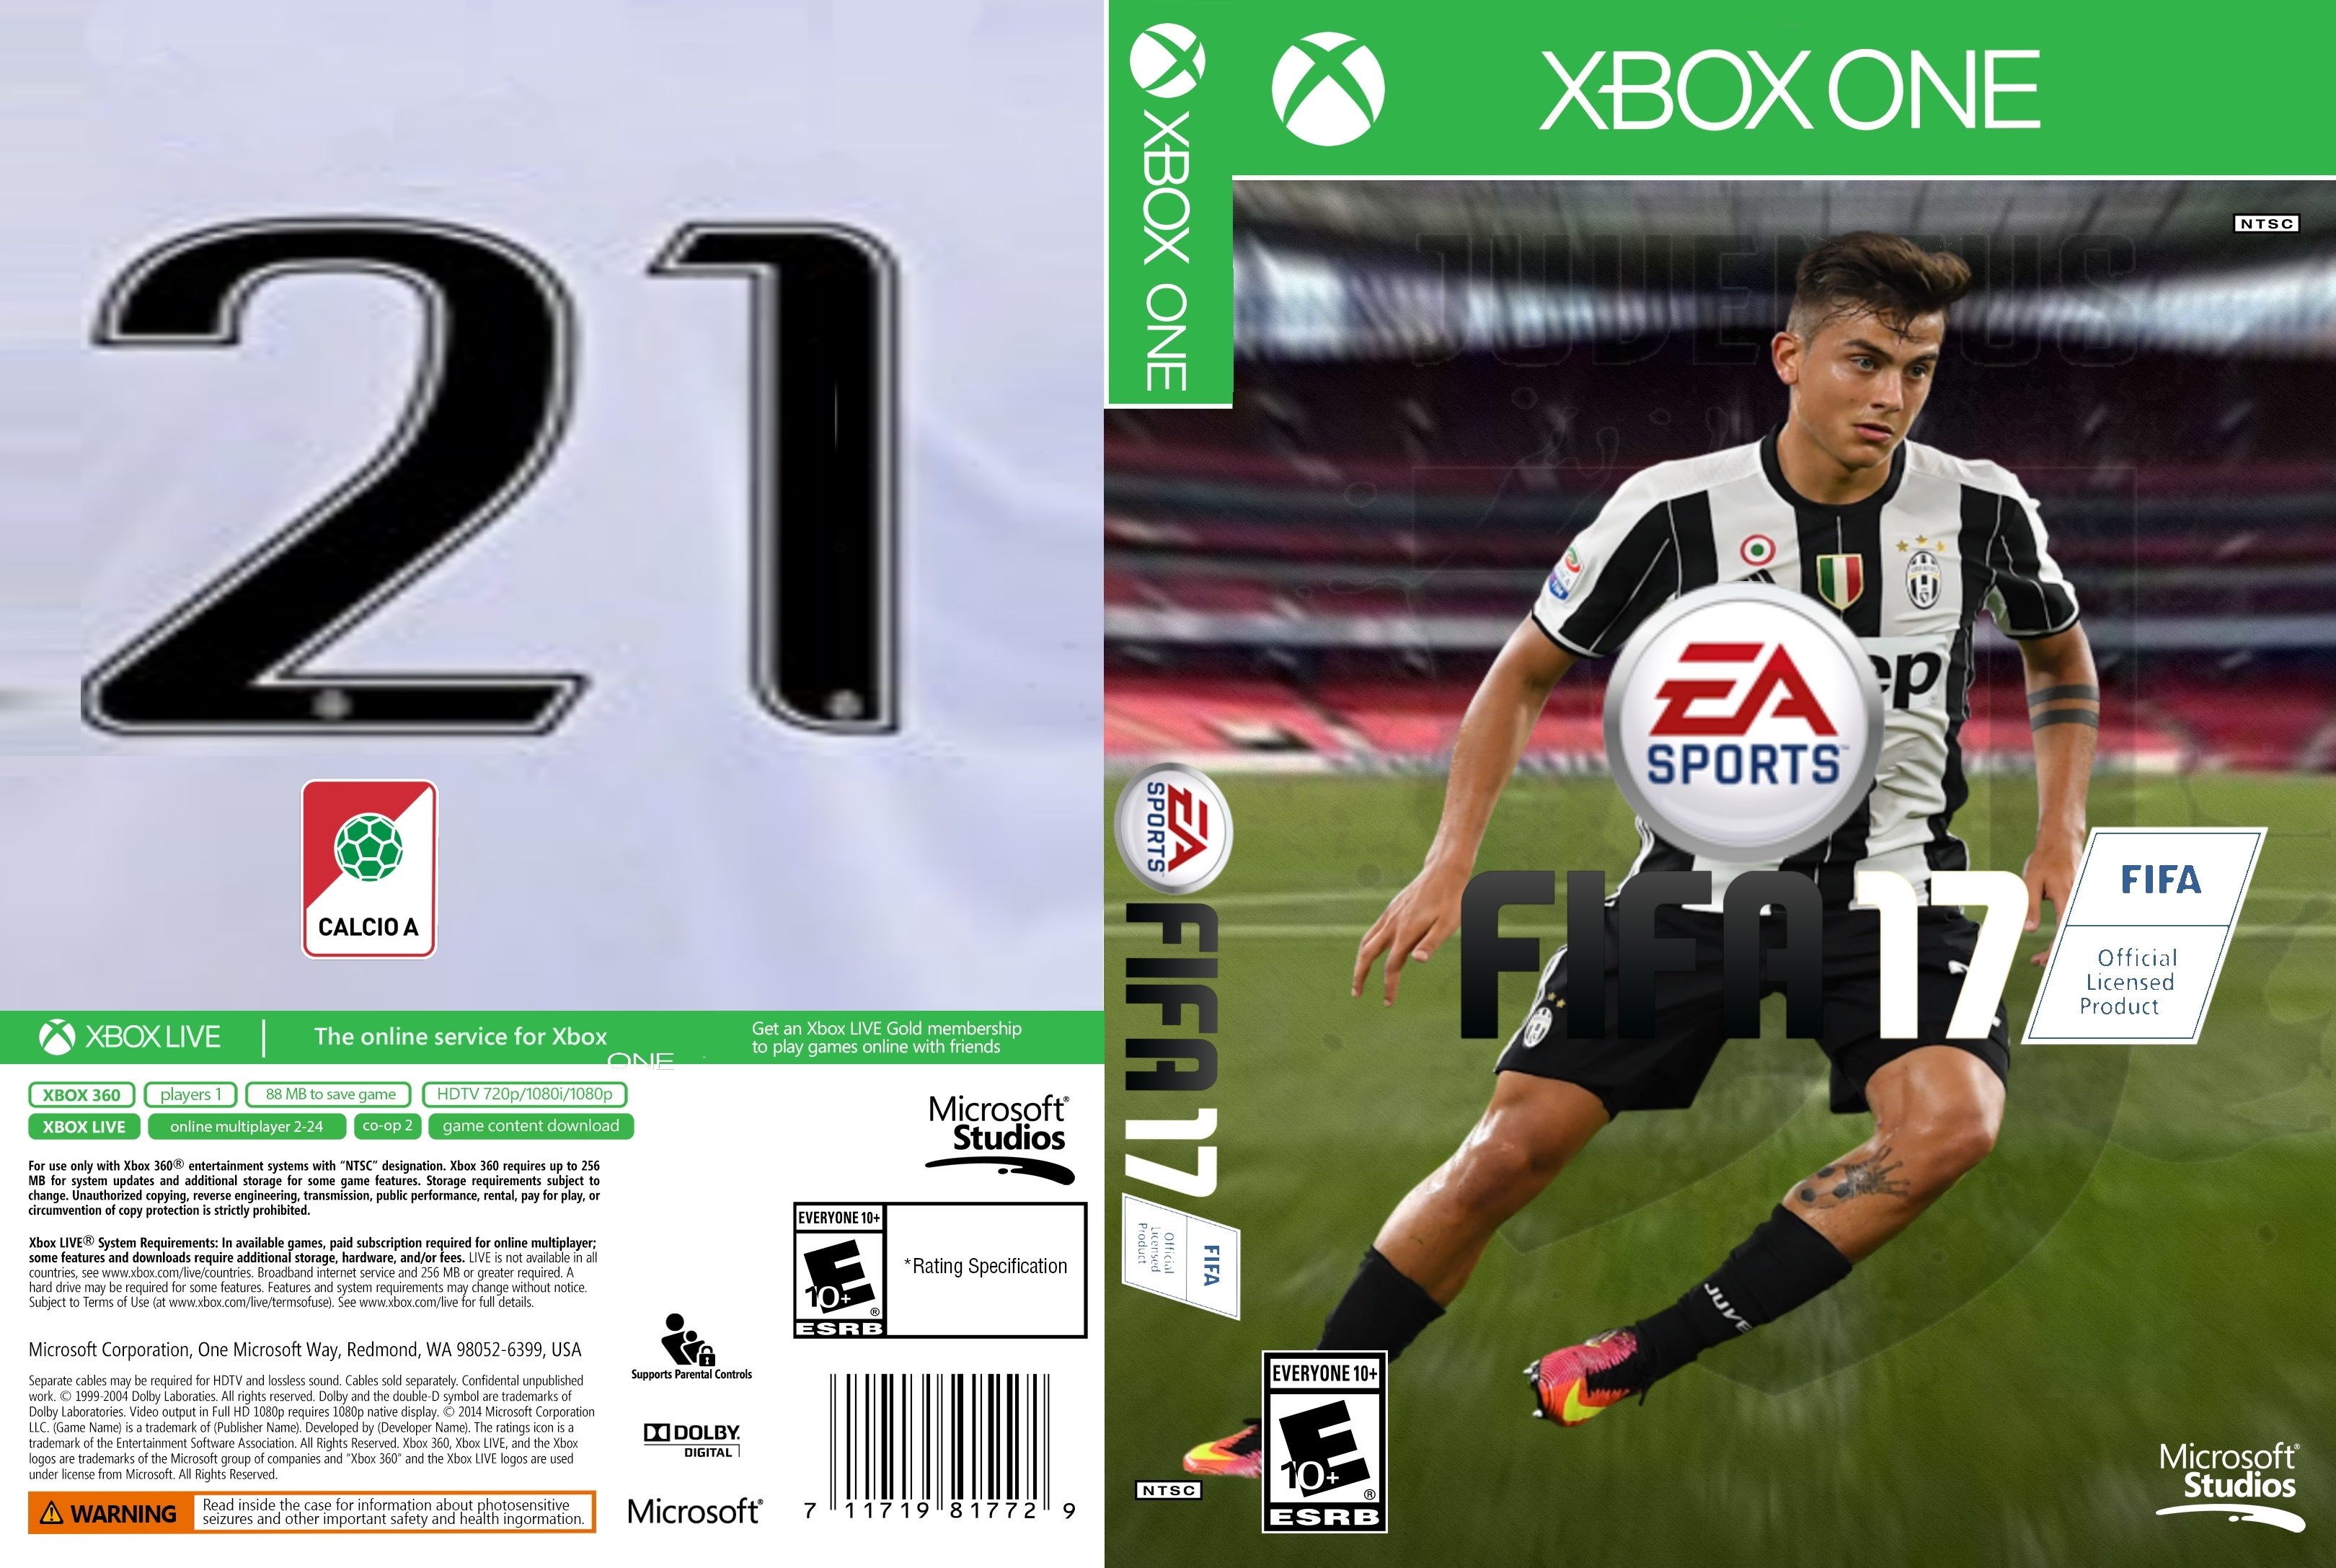 21
CALCIO A
XBOX LIVE
The online service for Xbox
ONE
Get an Xbox LIVE Gold membership
to play games online with friends
XBOX 360
players 1
88 MB to save game
HDTV 720p/1080i/1080p
XBOX LIVE
online multiplayer 2-24
co-op 2
game content download
For use only with Xbox 360® entertainment systems with “NTSC” designation. Xbox 360 requires up to 256
MB for system updates and additional storage for some game features. Storage requirements subject to
change. Unauthorized copying, reverse engineering, transmission, public performance, rental, pay for play, or
circumvention of copy protection is strictly prohibited.
Xbox LIVE® System Requirements: In available games, paid subscription required for online multiplayer;
some features and downloads require additional storage, hardware, and/or fees. LIVE is not available in all
countries, see www.xbox.com/live/countries. Broadband internet service and 256 MB or greater required. A
hard drive may be required for some features. Features and system requirements may change without notice.
Subject to Terms of Use (at www.xbox.com/live/termsofuse). See www.xbox.com/live for full details.
Microsoft Corporation, One Microsoft Way, Redmond, WA 98052-6399, USA
Separate cables may be required for HDTV and lossless sound. Cables sold separately. Confidental unpublished
work. © 1999-2004 Dolby Laboraties. All rights reserved. Dolby and the double-D symbol are trademarks of
Dolby Laboratories. Video output in Full HD 1080p requires 1080p native display. © 2014 Microsoft Corporation
LLC. (Game Name) is a trademark of (Publisher Name). Developed by (Developer Name). The ratings icon is a
trademark of the Entertainment Software Association. All Rights Reserved. Xbox 360, Xbox LIVE, and the Xbox
logos are trademarks of the Microsoft group of companies and "Xbox 360" and the Xbox LIVE logos are used
under license from Microsoft. All Rights Reserved.
WARNING
Read inside the case for information about photosensitive
seizures and other important safety and health ingormation.
Microsoft®
Studios
EVERYONE 10+
E
10+
®
ESRB
*Rating Specification
Supports Parental Controls
DOLBY
DIGITAL
Microsoft®
7 11719 81772 9
XBOX ONE
EA
SPORTS
FIFA 17
FIFA
Official
Licensed
Product
NTSC
XBOX ONE
NTSC
JUVENTUS
ep
EA
SPORTS™
FIFA 17
FIFA
Official
Licensed
Product
JUVE
EVERYONE 10+
E
10+
®
ESRB
Microsoft®
Studios